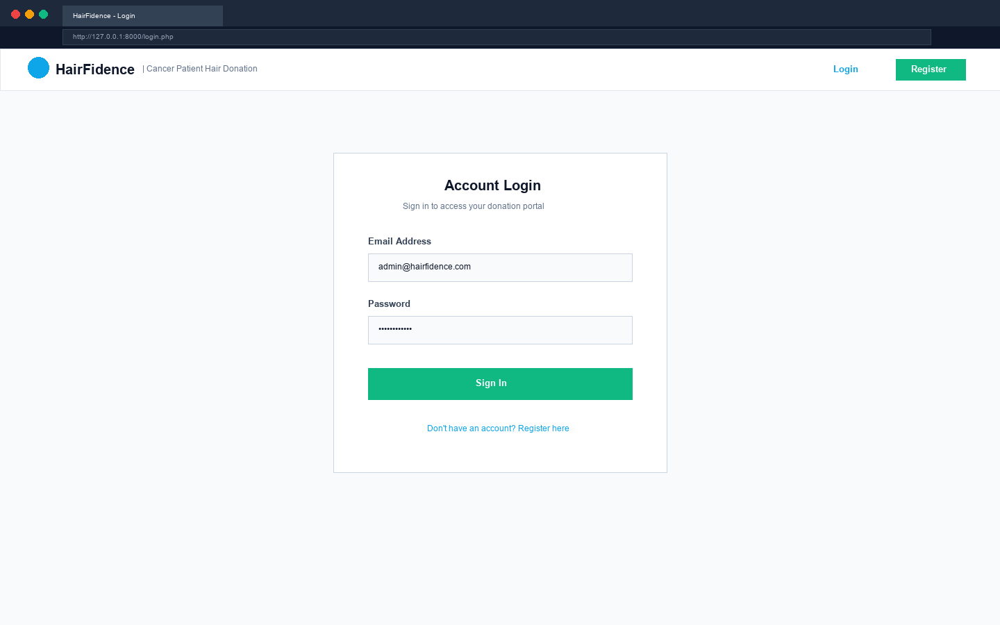 HairFidence - Login
http://127.0.0.1:8000/login.php
HairFidence | Cancer Patient Hair Donation Login Register
Account Login
Sign in to access your donation portal
Email Address
admin@hairfidence.com
Password
••••••••••••
Sign In
Don't have an account? Register here